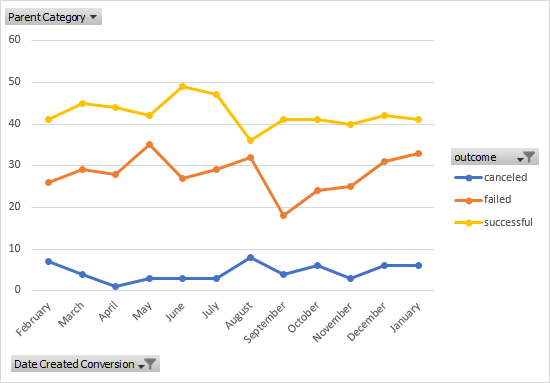 Parent Category
60
50
40
30
20
10
0
February
March
April
May
June
July
August
September
October
November
December
January
outcome
canceled
failed
successful
Date Created Conversion